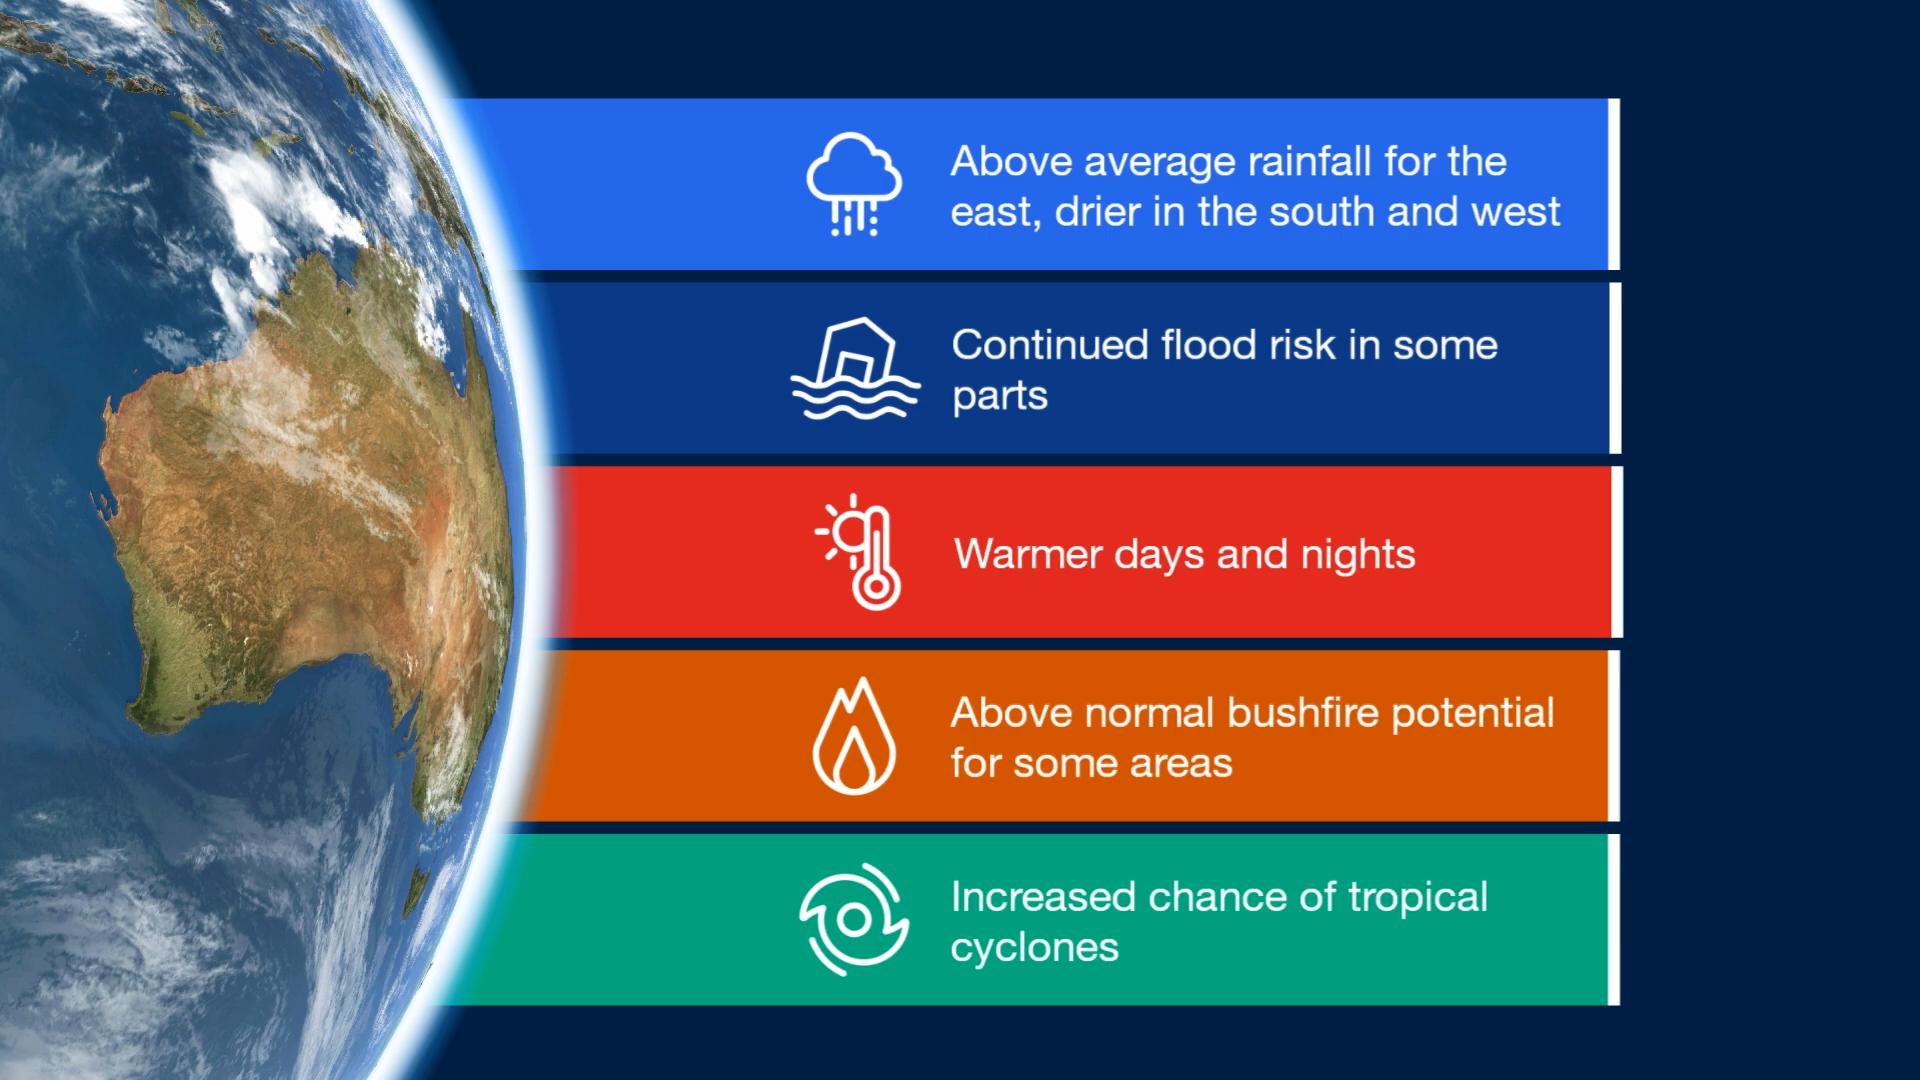 Above average rainfall for the
east, drier in the south and west
Continued flood risk in some
parts
Warmer days and nights
Above normal bushfire potential
for some areas
Increased chance of tropical
cyclones